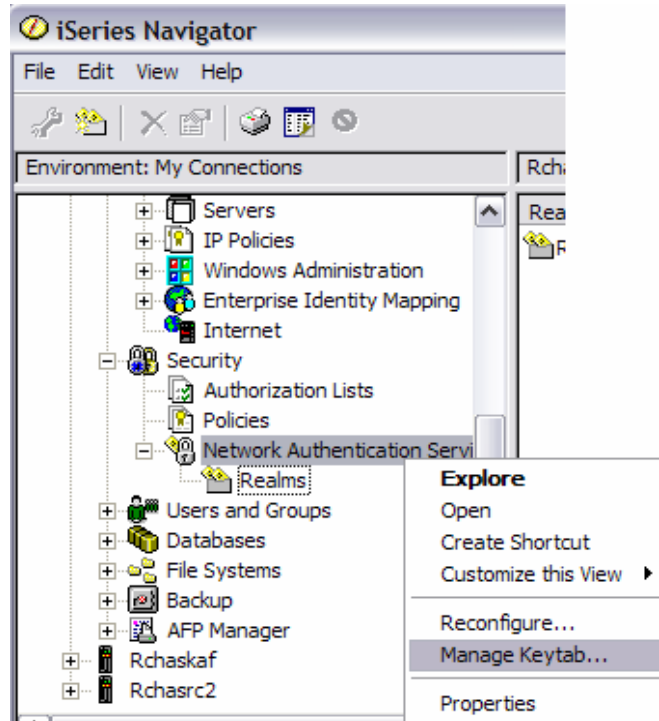 iSeries Navigator
File Edit View Help
Environment: My Connections
Rch
Servers
IP Policies
Windows Administration
Enterprise Identity Mapping
Internet
Security
Authorization Lists
Policies
Network Authentication Servi
Realms
Users and Groups
Databases
File Systems
Backup
AFP Manager
Rchaskaf
Rchasrc2
Rea
R
Explore
Open
Create Shortcut
Customize this View
Reconfigure...
Manage Keytab...
Properties